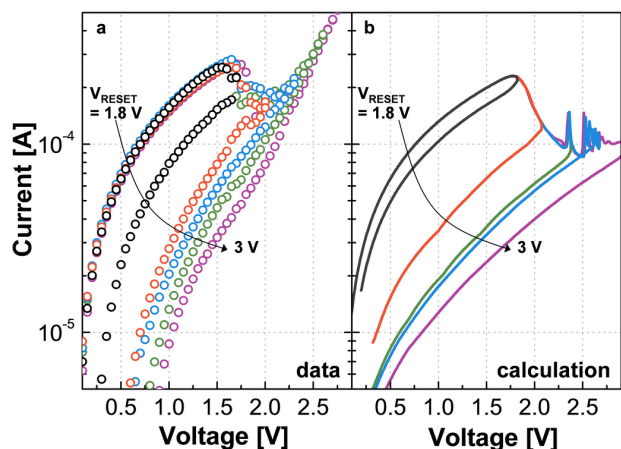 a
b
V_RESET
= 1.8 V
3 V
data
V_RESET
= 1.8 V
3 V
calculation
Current [A]
10⁻⁴
10⁻⁵
0.5 1.0 1.5 2.0 2.5
0.5 1.0 1.5 2.0 2.5
Voltage [V]
Voltage [V]